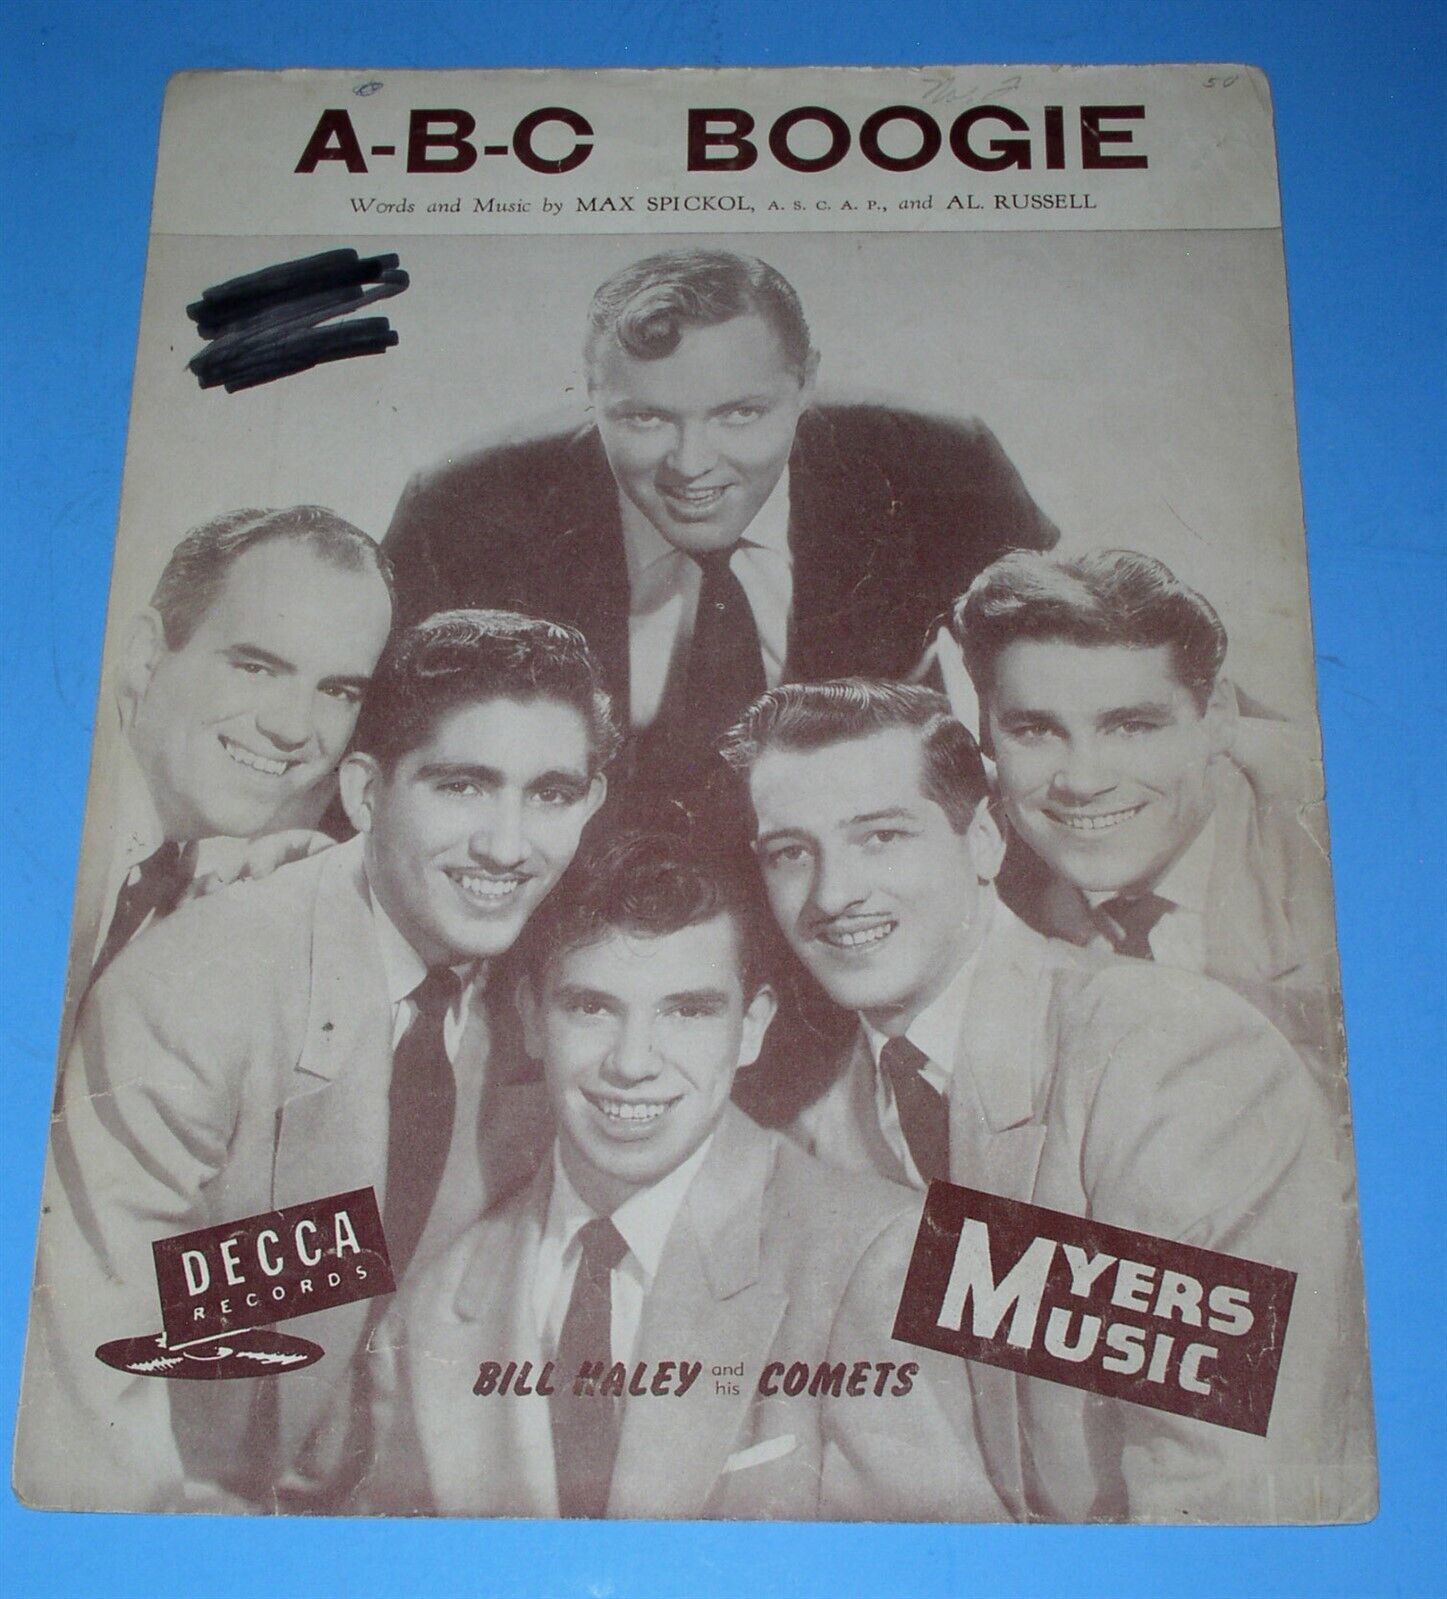 50
A-B-C BOOGIE
Words and Music by MAX SPICKOL, A. S. C. A. P., and AL. RUSSELL
DECCA
RECORDS
MYERS
MUSIC
BILL HALEY and his COMETS